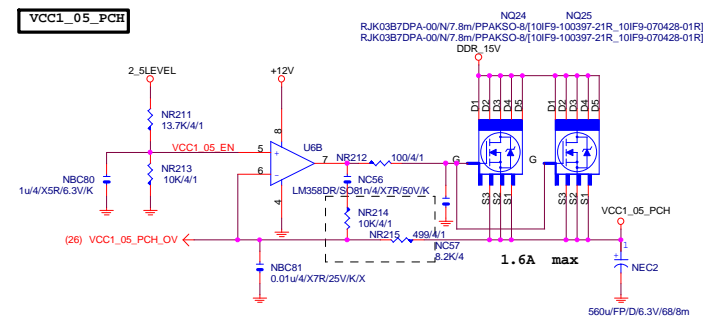 VCC1_05_PCH
NQ24 NQ25
RJK03B7DPA-00/N/7.8m/PPAKSO-8/[10IF9-100397-21R_10IF9-070428-01R]
RJK03B7DPA-00/N/7.8m/PPAKSO-8/[10IF9-100397-21R_10IF9-070428-01R]
DDR_15V
2_5LEVEL
+12V
NR211
13.7K/4/1
D1
D2
D3
D4
D5
D1
D2
D3
D4
D5
VCC1_05_EN
8
5
+
U6B
7
NR212
100/4/1
G
G
6
-
4
NR213
10K/4/1
NBC80
1u/4/X5R/6.3V/K
NC56
LM358DR/SO81n/4/X7R/50V/K
S3
S2
S1
S3
S2
S1
NR214
10K/4/1
VCC1_05_PCH
(26) VCC1_05_PCH_OV
NR215
499/4/1
NC57
8.2K/4
1.6A max
1
+
NEC2
NBC81
0.01u/4/X7R/25V/K/X
560u/FP/D/6.3V/68/8m